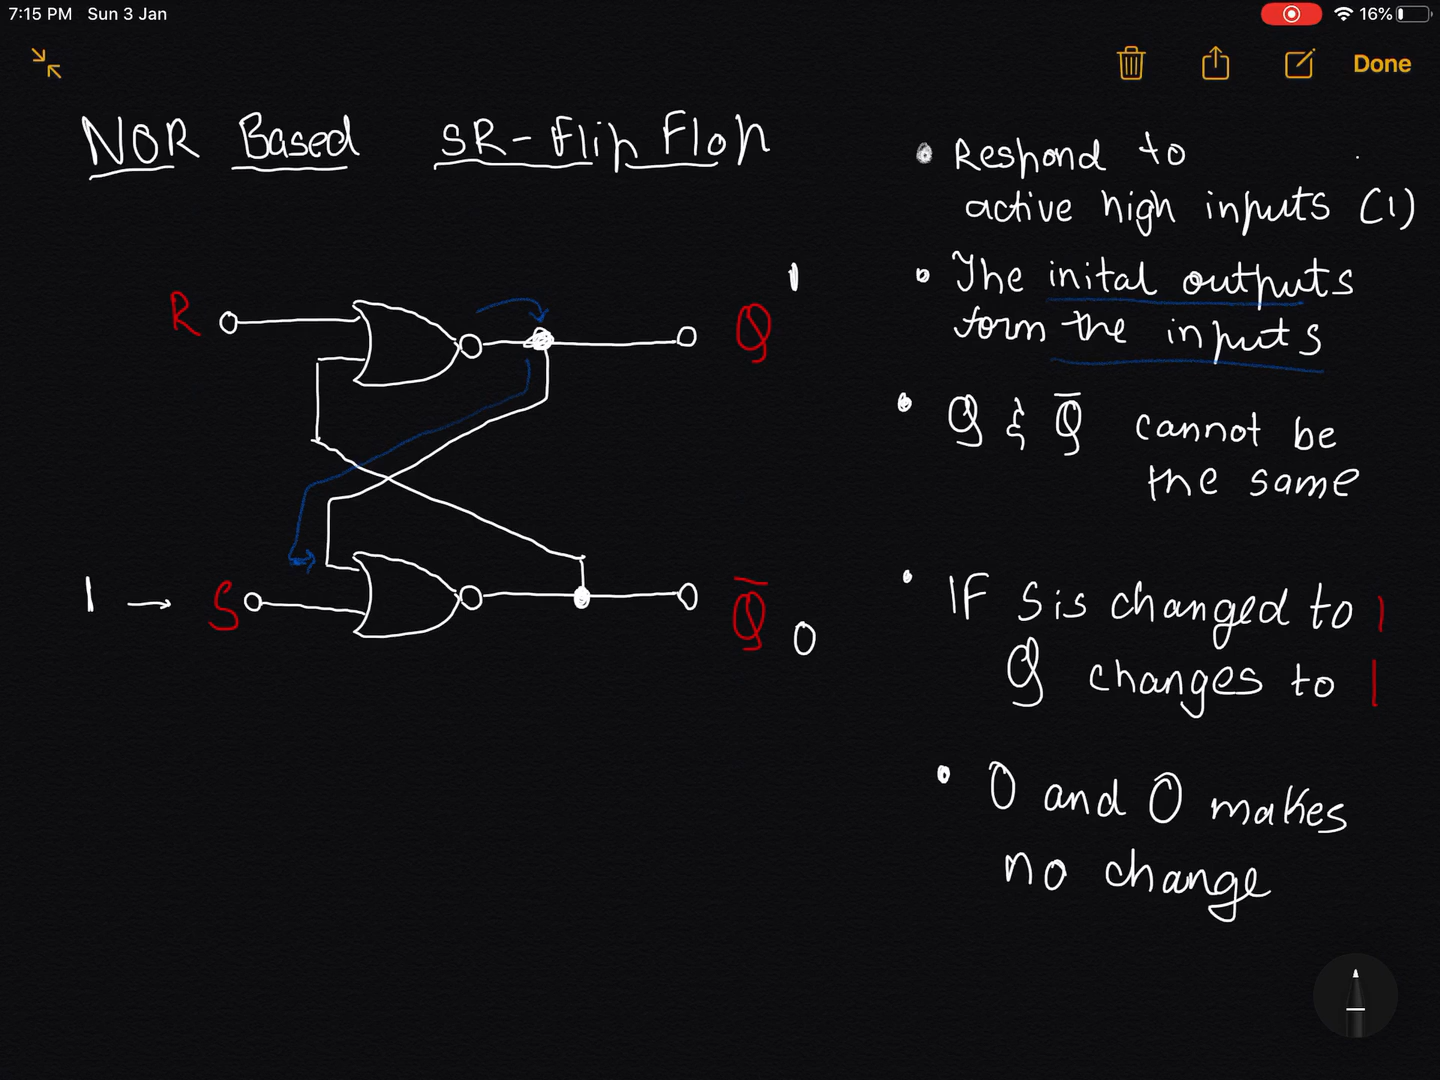 7:15 PM Sun 3 Jan
16%
Done
NOR Based SR-Flip Flop
• Respond to
active high inputs (1)
• The inital outputs
form the inputs
• Q & Q̅ cannot be
the same
• IF S is changed to 1
Q changes to 1
• 0 and 0 makes
no change
1
R
Q
1 → S
Q̅
0